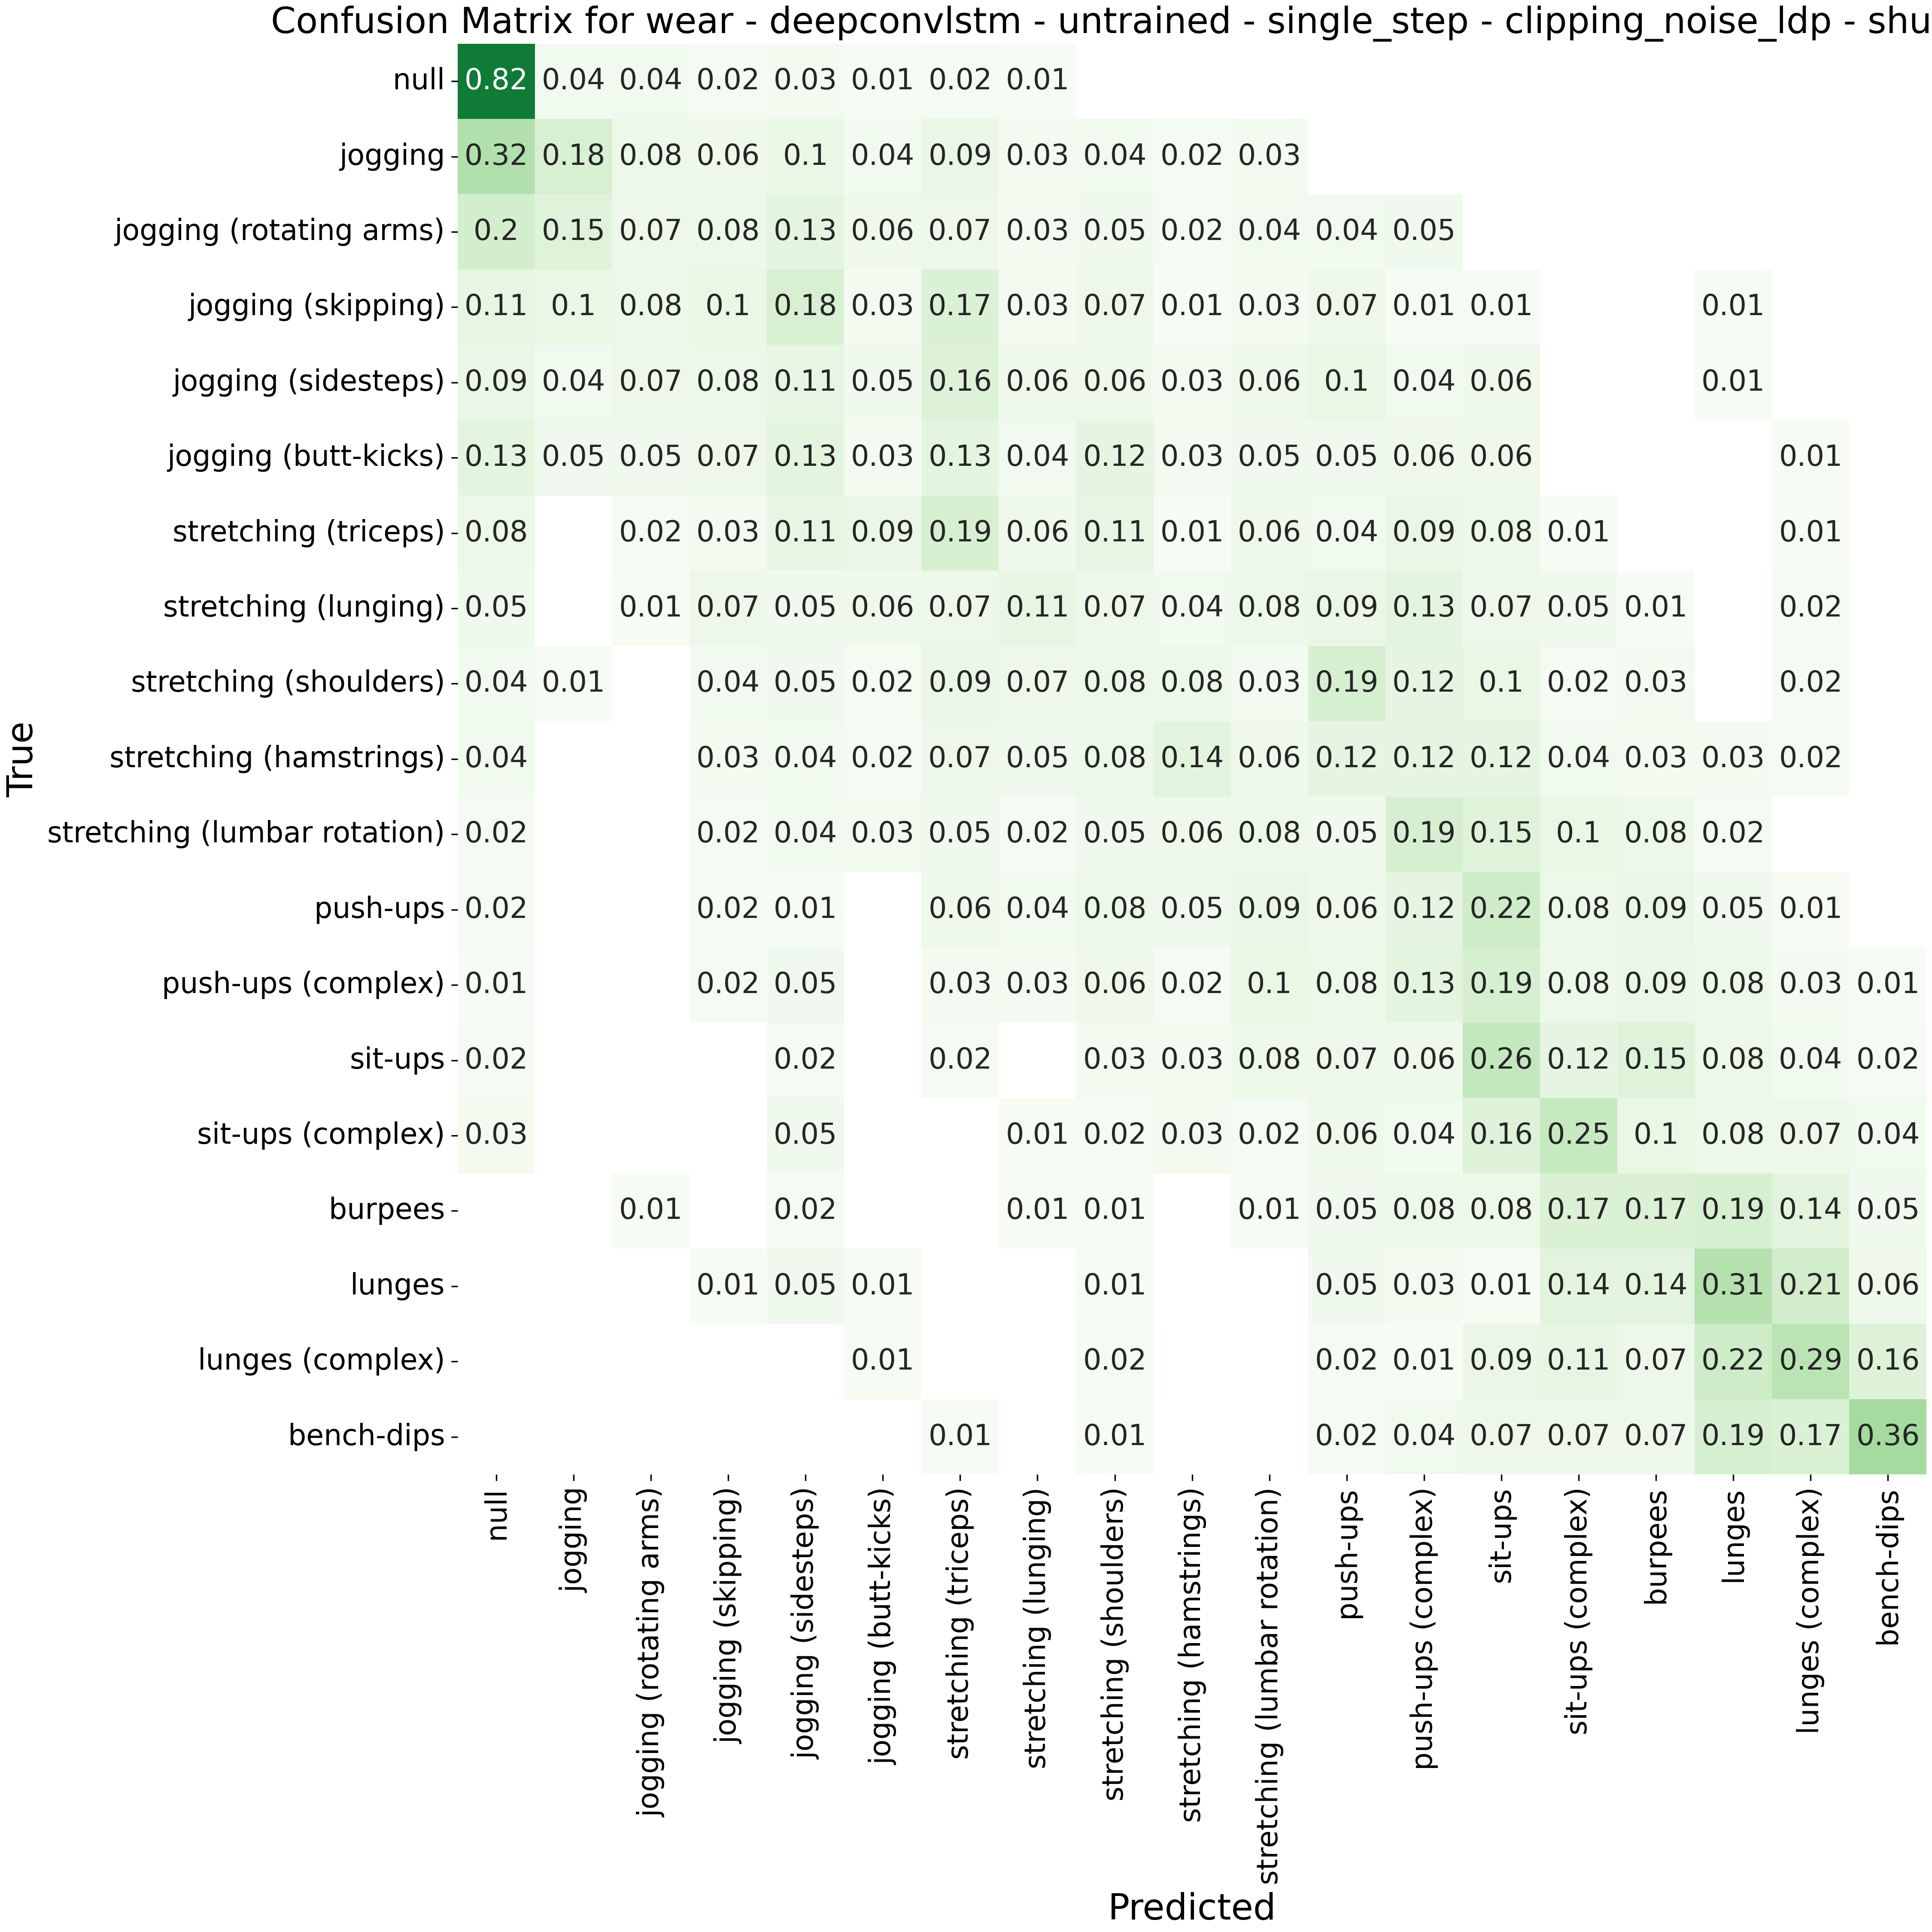 Confusion Matrix for wear - deepconvlstm - untrained - single_step - clipping_noise_ldp - shu
null 0.82 0.04 0.04 0.02 0.03 0.01 0.02 0.01
jogging 0.32 0.18 0.08 0.06 0.1 0.04 0.09 0.03 0.04 0.02 0.03
jogging (rotating arms) 0.2 0.15 0.07 0.08 0.13 0.06 0.07 0.03 0.05 0.02 0.04 0.04 0.05
jogging (skipping) 0.11 0.1 0.08 0.1 0.18 0.03 0.17 0.03 0.07 0.01 0.03 0.07 0.01 0.01 0.01
jogging (sidesteps) 0.09 0.04 0.07 0.08 0.11 0.05 0.16 0.06 0.06 0.03 0.06 0.1 0.04 0.06 0.01
jogging (butt-kicks) 0.13 0.05 0.05 0.07 0.13 0.03 0.13 0.04 0.12 0.03 0.05 0.05 0.06 0.06 0.01
stretching (triceps) 0.08 0.02 0.03 0.11 0.09 0.19 0.06 0.11 0.01 0.06 0.04 0.09 0.08 0.01 0.01
stretching (lunging) 0.05 0.01 0.07 0.05 0.06 0.07 0.11 0.07 0.04 0.08 0.09 0.13 0.07 0.05 0.01 0.02
stretching (shoulders) 0.04 0.01 0.04 0.05 0.02 0.09 0.07 0.08 0.08 0.03 0.19 0.12 0.1 0.02 0.03 0.02
stretching (hamstrings) 0.04 0.03 0.04 0.02 0.07 0.05 0.08 0.14 0.06 0.12 0.12 0.12 0.04 0.03 0.03 0.02
stretching (lumbar rotation) 0.02 0.02 0.04 0.03 0.05 0.02 0.05 0.06 0.08 0.05 0.19 0.15 0.1 0.08 0.02
push-ups 0.02 0.02 0.01 0.06 0.04 0.08 0.05 0.09 0.06 0.12 0.22 0.08 0.09 0.05 0.01
push-ups (complex) 0.01 0.02 0.05 0.03 0.03 0.06 0.02 0.1 0.08 0.13 0.19 0.08 0.09 0.08 0.03 0.01
sit-ups 0.02 0.02 0.02 0.03 0.03 0.08 0.07 0.06 0.26 0.12 0.15 0.08 0.04 0.02
sit-ups (complex) 0.03 0.05 0.01 0.02 0.03 0.02 0.06 0.04 0.16 0.25 0.1 0.08 0.07 0.04
burpees 0.01 0.02 0.01 0.01 0.01 0.05 0.08 0.08 0.17 0.17 0.19 0.14 0.05
lunges 0.01 0.05 0.01 0.01 0.05 0.03 0.01 0.14 0.14 0.31 0.21 0.06
lunges (complex) 0.01 0.02 0.02 0.01 0.09 0.11 0.07 0.22 0.29 0.16
bench-dips 0.01 0.01 0.02 0.04 0.07 0.07 0.07 0.19 0.17 0.36
True
null
jogging
jogging (rotating arms)
jogging (skipping)
jogging (sidesteps)
jogging (butt-kicks)
stretching (triceps)
stretching (lunging)
stretching (shoulders)
stretching (hamstrings)
stretching (lumbar rotation)
push-ups
push-ups (complex)
sit-ups
sit-ups (complex)
burpees
lunges
lunges (complex)
bench-dips
Predicted